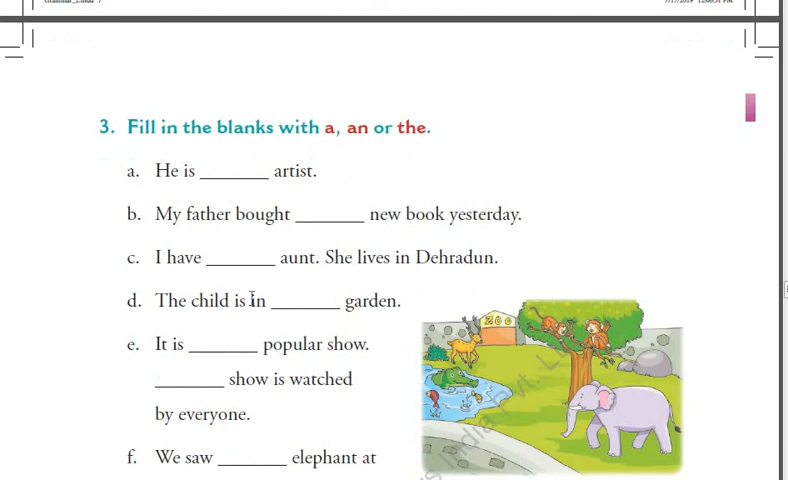 3. Fill in the blanks with a, an or the.
a. He is _______ artist.
b. My father bought _______ new book yesterday.
c. I have _______ aunt. She lives in Dehradun.
d. The child is in _______ garden.
e. It is _______ popular show.
_______ show is watched
by everyone.
ZOO
f. We saw _______ elephant at
India Pvt. L